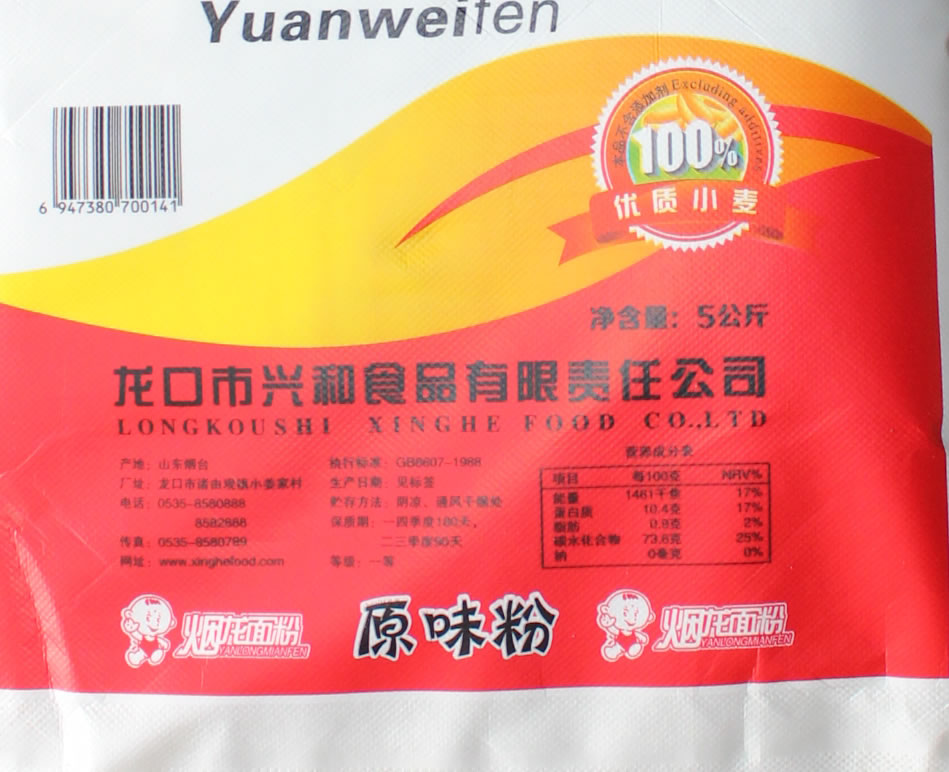 Yuanweifen
本品不含添加剂 Excluding additives
100%
优质小麦
6 947380 700141
净含量：5公斤
龙口市兴和食品有限责任公司
LONGKOUSHI XINGHE FOOD CO.,LTD
产地：山东烟台
厂址：龙口市诸由观镇小姜家村
电话：0535-8580888
8582888
传真：0535-8580789
网址：www.xinghefood.com
执行标准：GB8607-1988
生产日期：见标签
贮存方法：阴凉、通风干燥处
保质期：一四季度180天，
二三季度90天
等级：一等
营养成分表
项目 每100克 NRV%
能量 1461千焦 17%
蛋白质 10.4克 17%
脂肪 0.9克 2%
碳水化合物 73.6克 25%
钠 0毫克 0%
烟龙面粉
YANLONGMIANFEN
原味粉
烟龙面粉
YANLONGMIANFEN